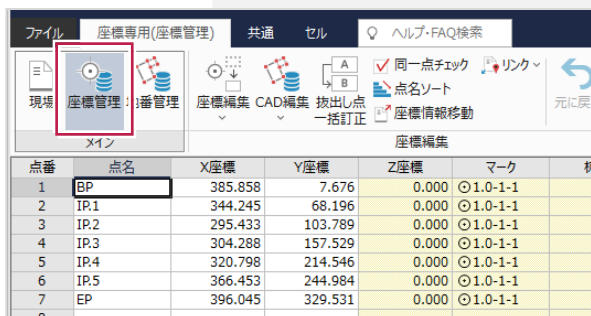 ファイル 座標専用(座標管理) 共通 セル ヘルプ・FAQ検索
現場 座標管理 番管理 座標編集 CAD編集 抜出し点一括訂正 A B 同一点チェック リンク 点名ソート 座標情報移動 元に戻
メイン 座標編集
点番 点名 X座標 Y座標 Z座標 マーク
1 BP 385.858 7.676 0.000 ⊙1.0-1-1
2 IP.1 344.245 68.196 0.000 ⊙1.0-1-1
3 IP.2 295.433 103.789 0.000 ⊙1.0-1-1
4 IP.3 304.288 157.529 0.000 ⊙1.0-1-1
5 IP.4 320.798 214.546 0.000 ⊙1.0-1-1
6 IP.5 366.453 244.984 0.000 ⊙1.0-1-1
7 EP 396.045 329.531 0.000 ⊙1.0-1-1